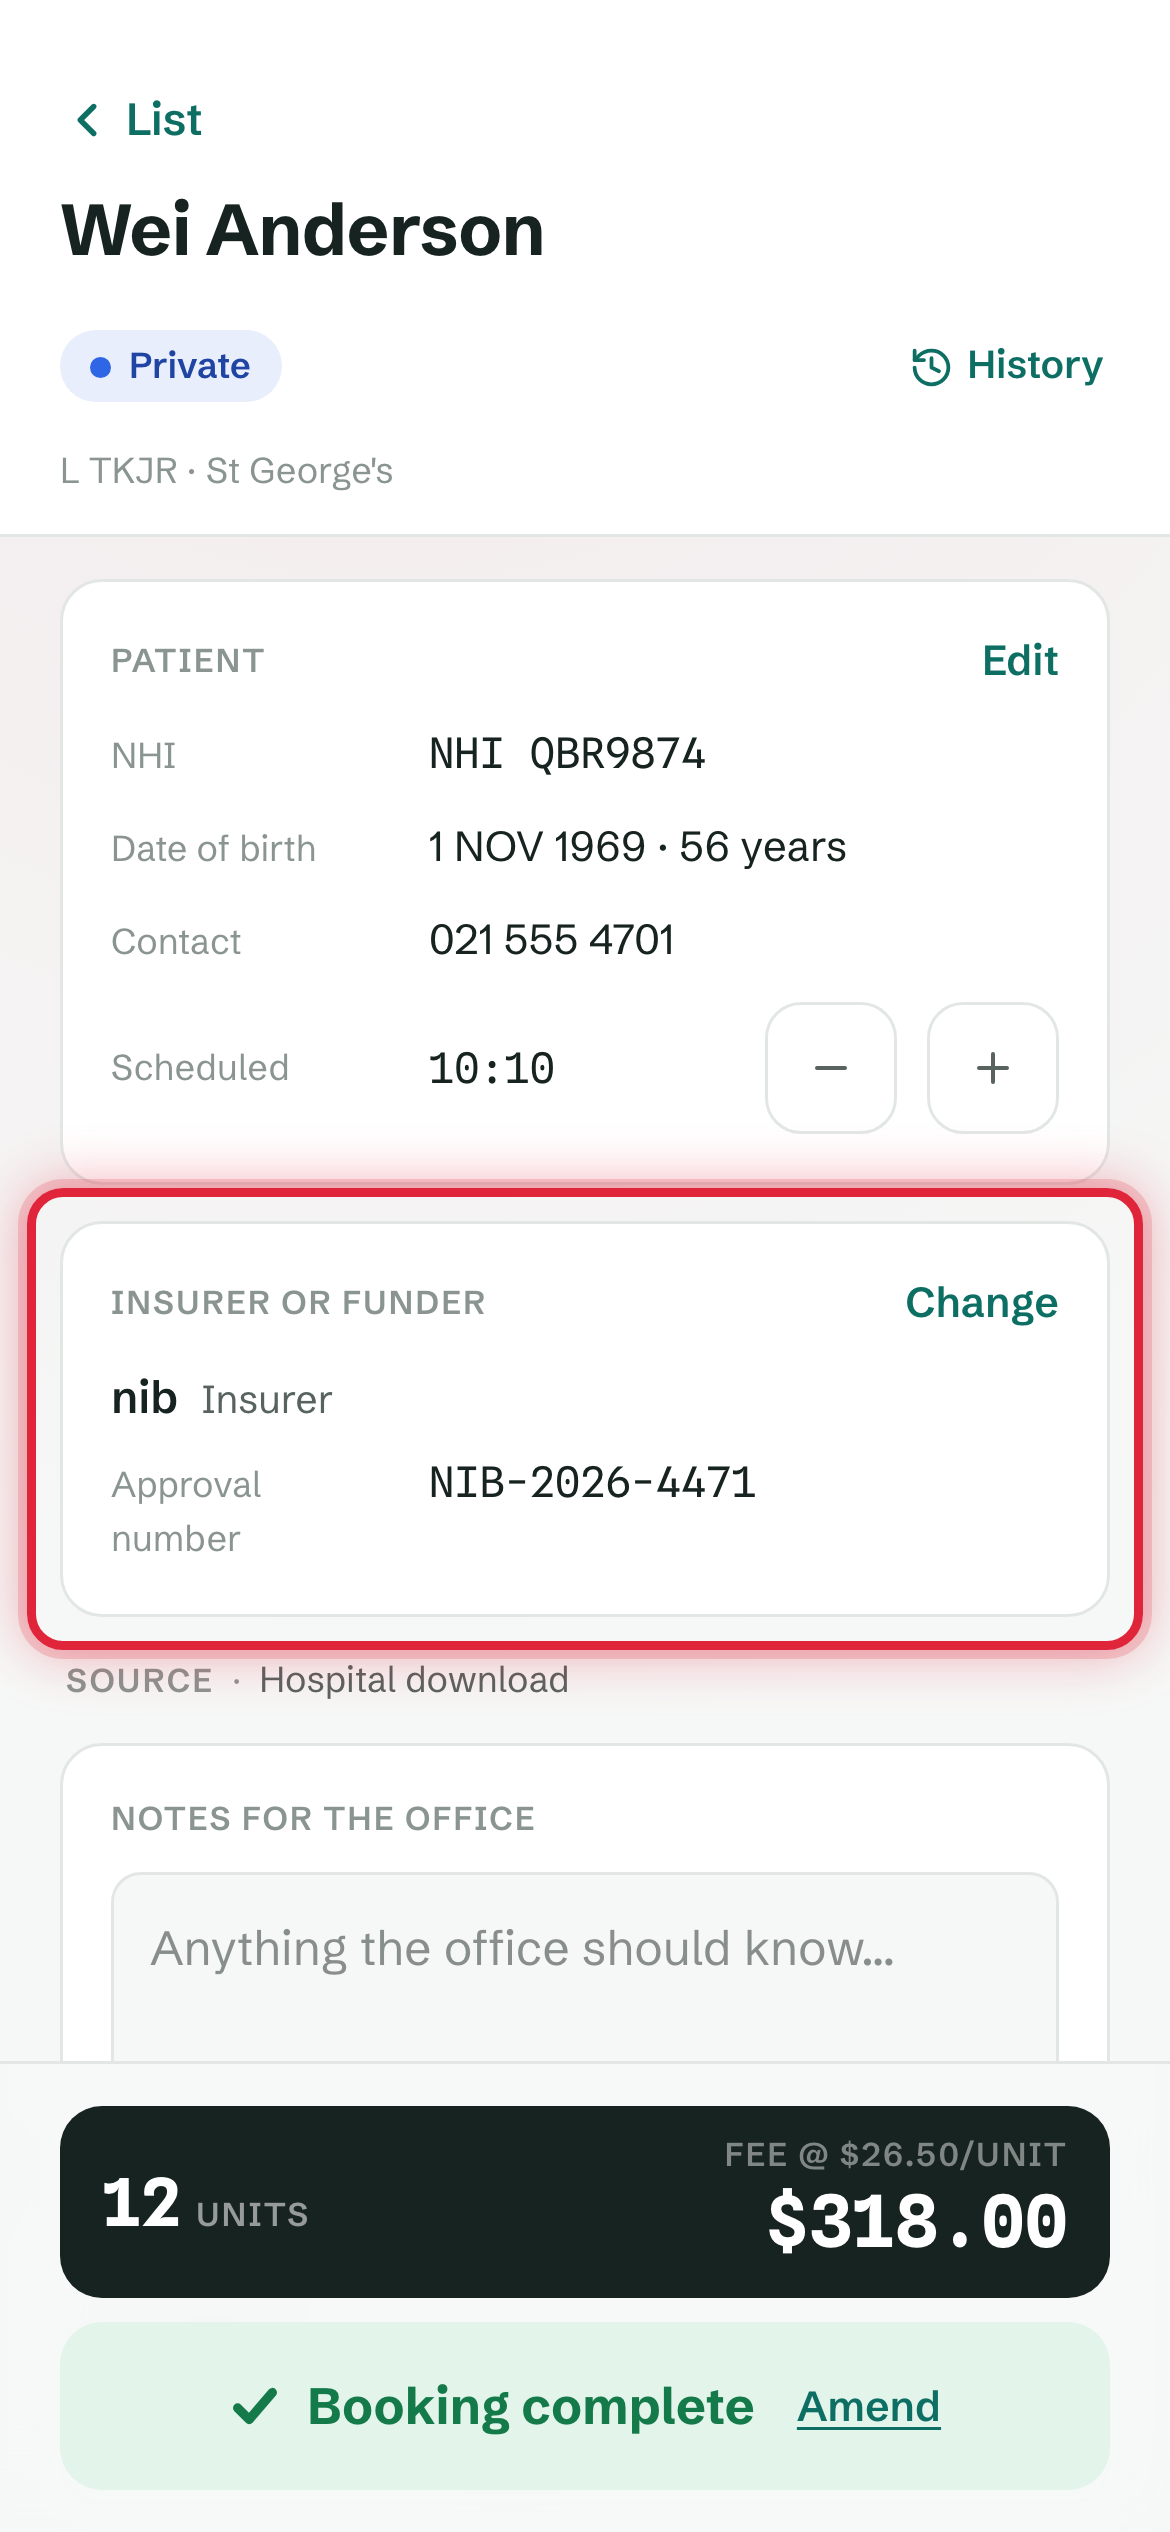 List
Wei Anderson
Private
History
L TKJR · St George's
PATIENT
Edit
NHI
NHI QBR9874
Date of birth
1 NOV 1969 · 56 years
Contact
021 555 4701
Scheduled
10:10
INSURER OR FUNDER
Change
nib Insurer
Approval number
NIB-2026-4471
SOURCE · Hospital download
NOTES FOR THE OFFICE
Anything the office should know...
12 UNITS
FEE @ $26.50/UNIT
$318.00
Booking complete
Amend